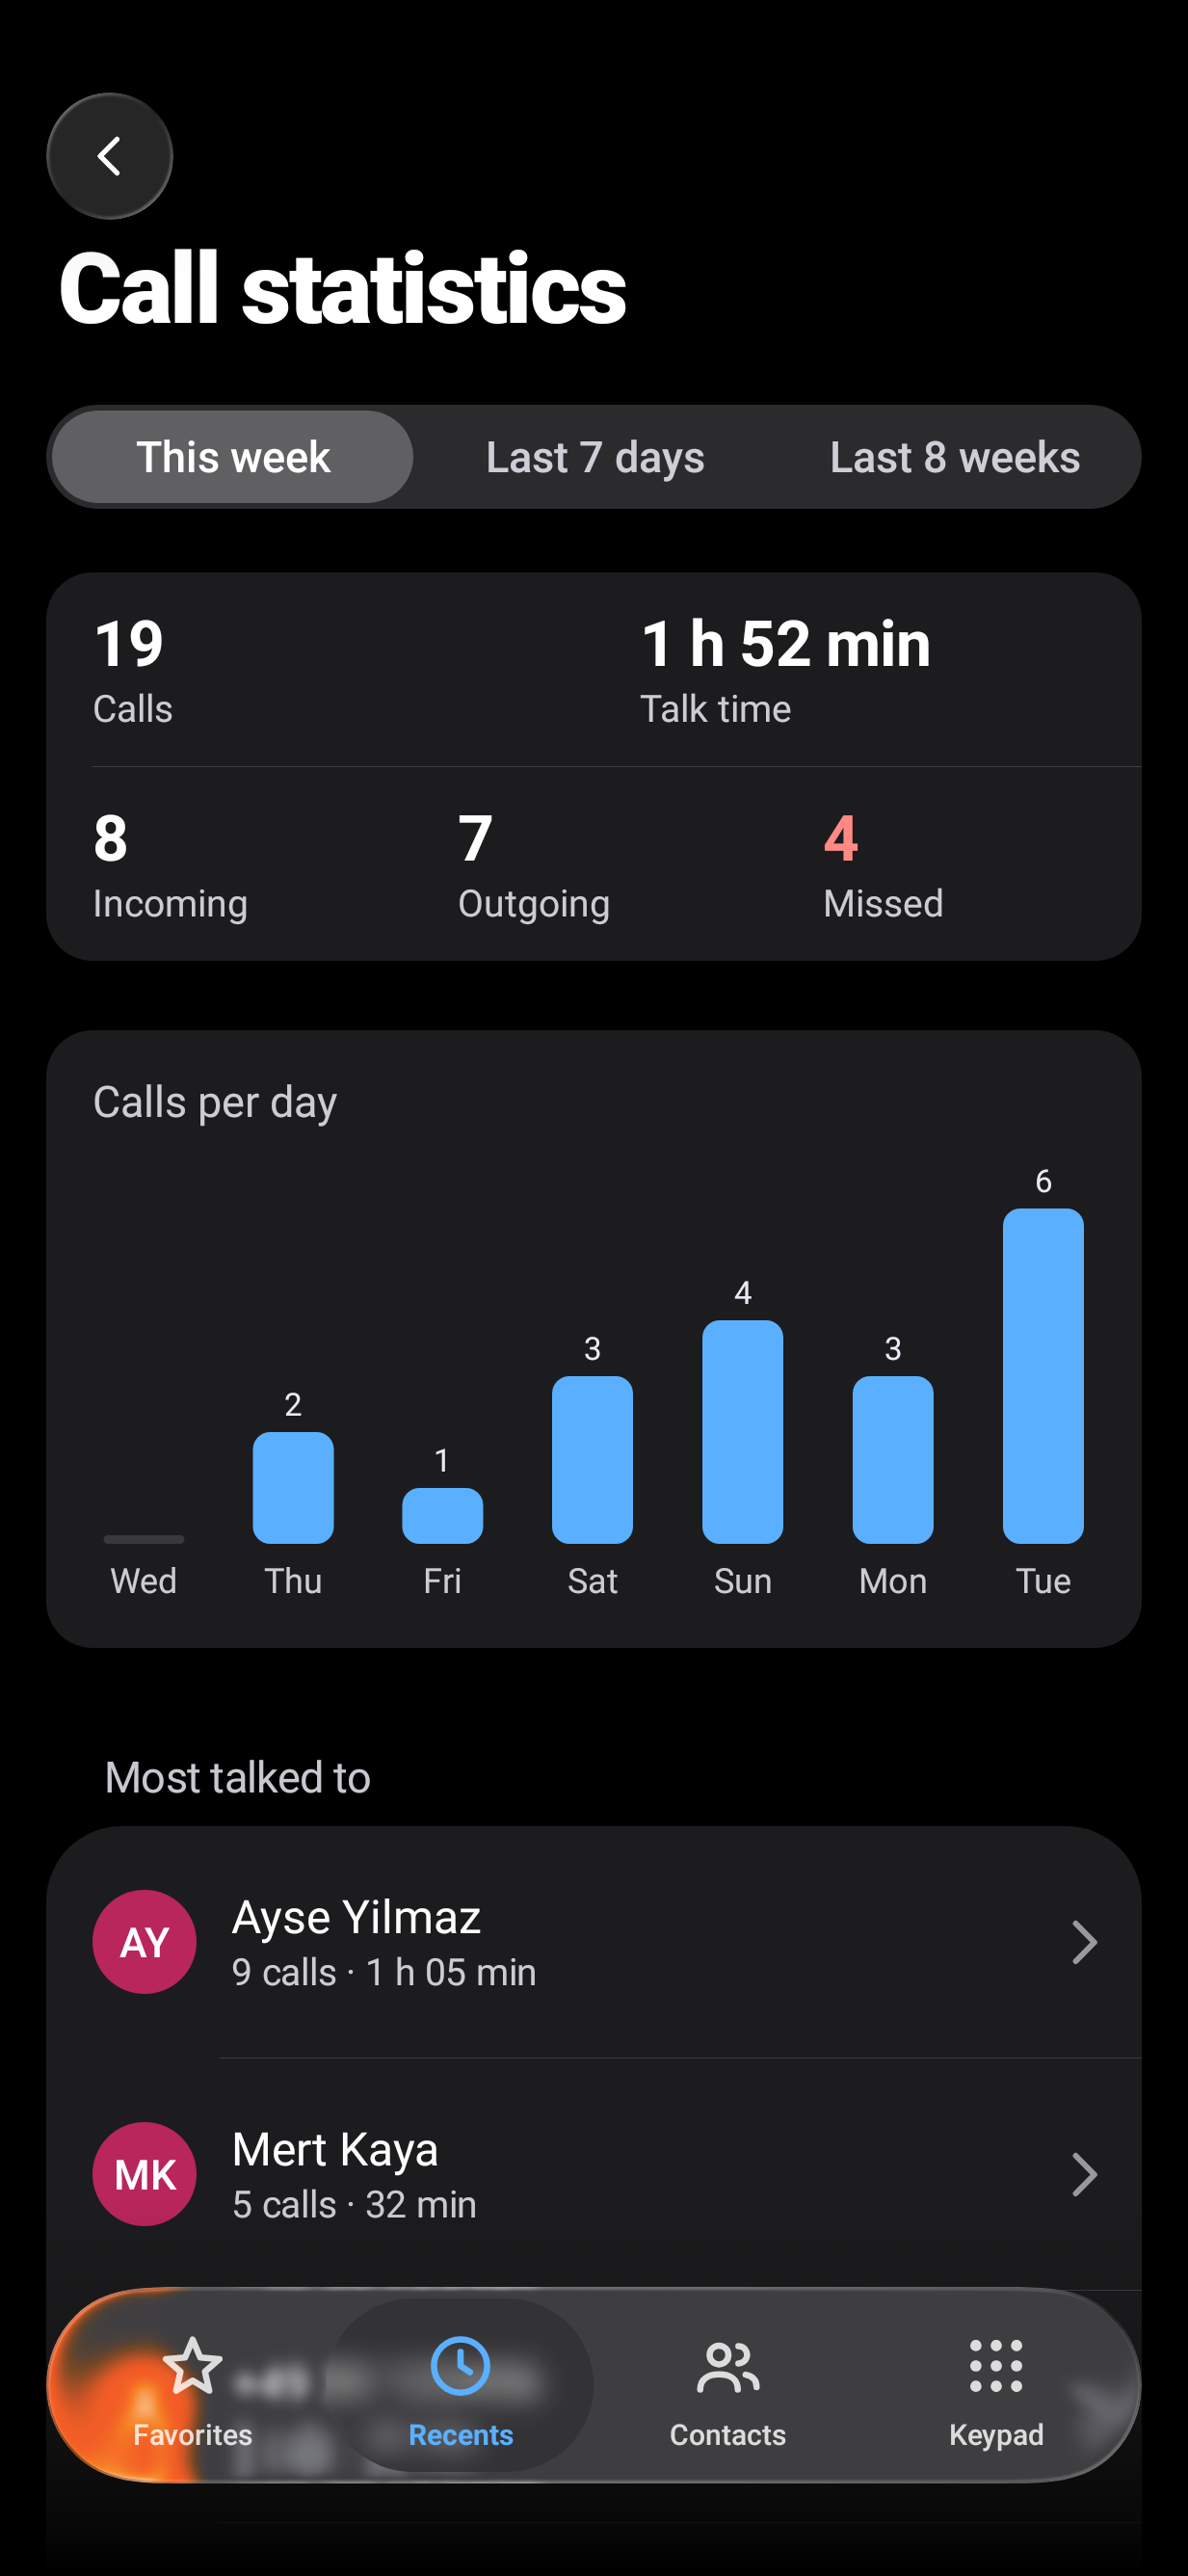 Call statistics
This week Last 7 days Last 8 weeks
19 1 h 52 min
Calls Talk time
8 7 4
Incoming Outgoing Missed
Calls per day
6
4
3 3
2
1
Wed Thu Fri Sat Sun Mon Tue
Most talked to
AY Ayse Yilmaz
9 calls · 1 h 05 min
MK Mert Kaya
5 calls · 32 min
Favorites Recents Contacts Keypad